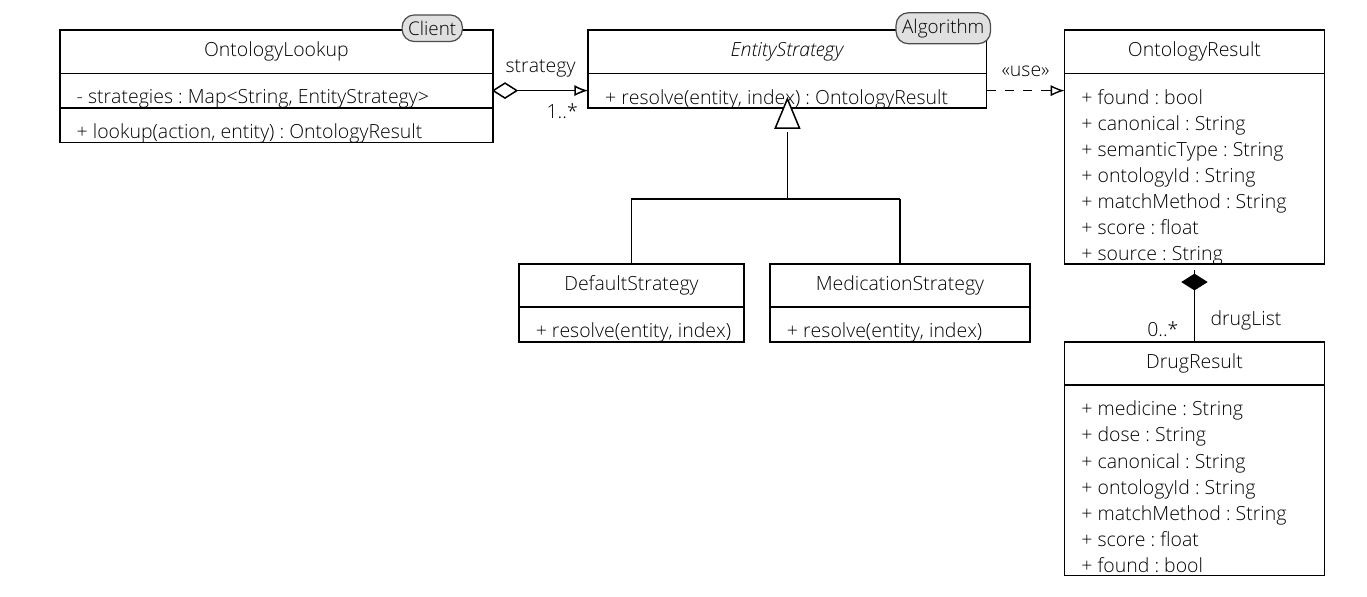 Client
OntologyLookup
- strategies : Map<String, EntityStrategy>
+ lookup(action, entity) : OntologyResult
strategy
1..*
Algorithm
EntityStrategy
+ resolve(entity, index) : OntologyResult
«use»
OntologyResult
+ found : bool
+ canonical : String
+ semanticType : String
+ ontologyId : String
+ matchMethod : String
+ score : float
+ source : String
DefaultStrategy
+ resolve(entity, index)
MedicationStrategy
+ resolve(entity, index)
0..*
drugList
DrugResult
+ medicine : String
+ dose : String
+ canonical : String
+ ontologyId : String
+ matchMethod : String
+ score : float
+ found : bool